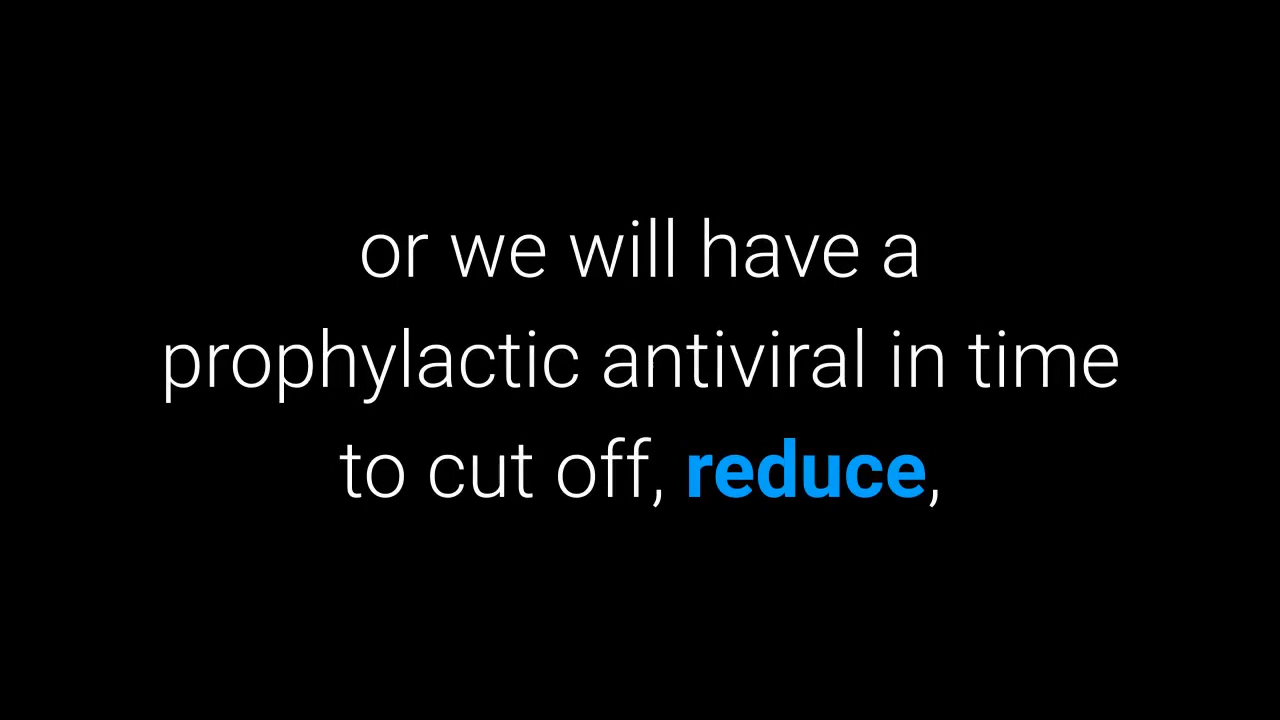 or we will have a
prophylactic antiviral in time
to cut off, reduce,